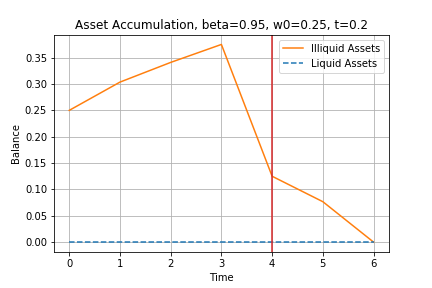 Asset Accumulation, beta=0.95, w0=0.25, t=0.2
Illiquid Assets
Liquid Assets
Balance
0.35
0.30
0.25
0.20
0.15
0.10
0.05
0.00
0 1 2 3 4 5 6
Time